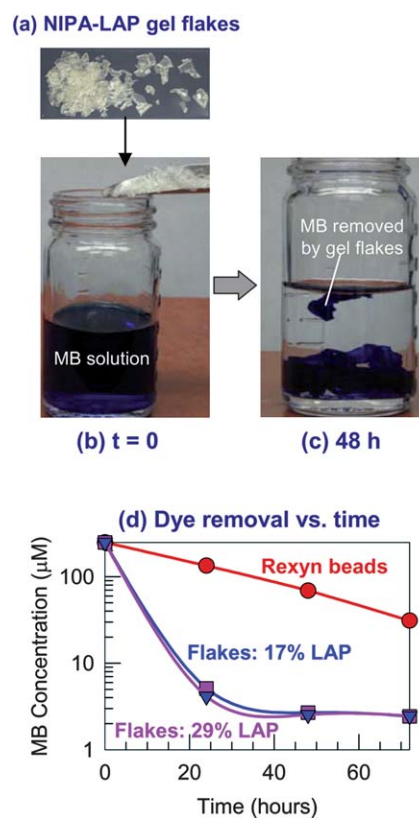 (a) NIPA-LAP gel flakes
MB solution
MB removed
by gel flakes
(b) t = 0
(c) 48 h
(d) Dye removal vs. time
MB Concentration (μM)
100
10
1
Rexyn beads
Flakes: 17% LAP
Flakes: 29% LAP
0
20
40
60
Time (hours)